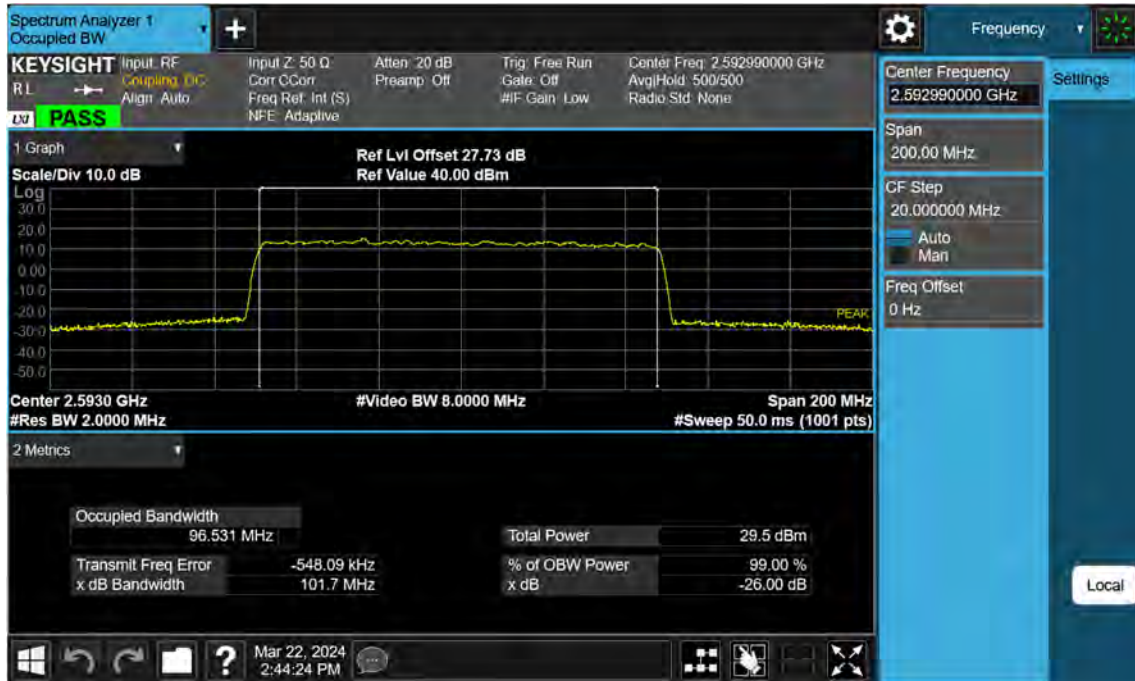 Spectrum Analyzer 1
Occupied BW
+
Frequency
KEYSIGHT
RL
LXI PASS
Input: RF
Coupling: DC
Align: Auto
Input Z: 50 Ω
Corr CCorr
Freq Ref: Int (S)
NFE: Adaptive
Atten: 20 dB
Preamp: Off
Trig: Free Run
Gate: Off
#IF Gain: Low
Center Freq: 2.592990000 GHz
Avg|Hold: 500/500
Radio Std: None
Center Frequency
2.592990000 GHz
Settings
Span
200.00 MHz
CF Step
20.000000 MHz
Auto
Man
Freq Offset
0 Hz
1 Graph
Scale/Div 10.0 dB
Ref Lvl Offset 27.73 dB
Ref Value 40.00 dBm
Log
30.0
20.0
10.0
0.00
-10.0
-20.0
-30.0
-40.0
-50.0
PEAK
Center 2.5930 GHz
#Video BW 8.0000 MHz
Span 200 MHz
#Res BW 2.0000 MHz
#Sweep 50.0 ms (1001 pts)
2 Metrics
Occupied Bandwidth
96.531 MHz
Total Power 29.5 dBm
Transmit Freq Error -548.09 kHz
% of OBW Power 99.00 %
x dB Bandwidth 101.7 MHz
x dB -26.00 dB
Local
?
Mar 22, 2024
2:44:24 PM